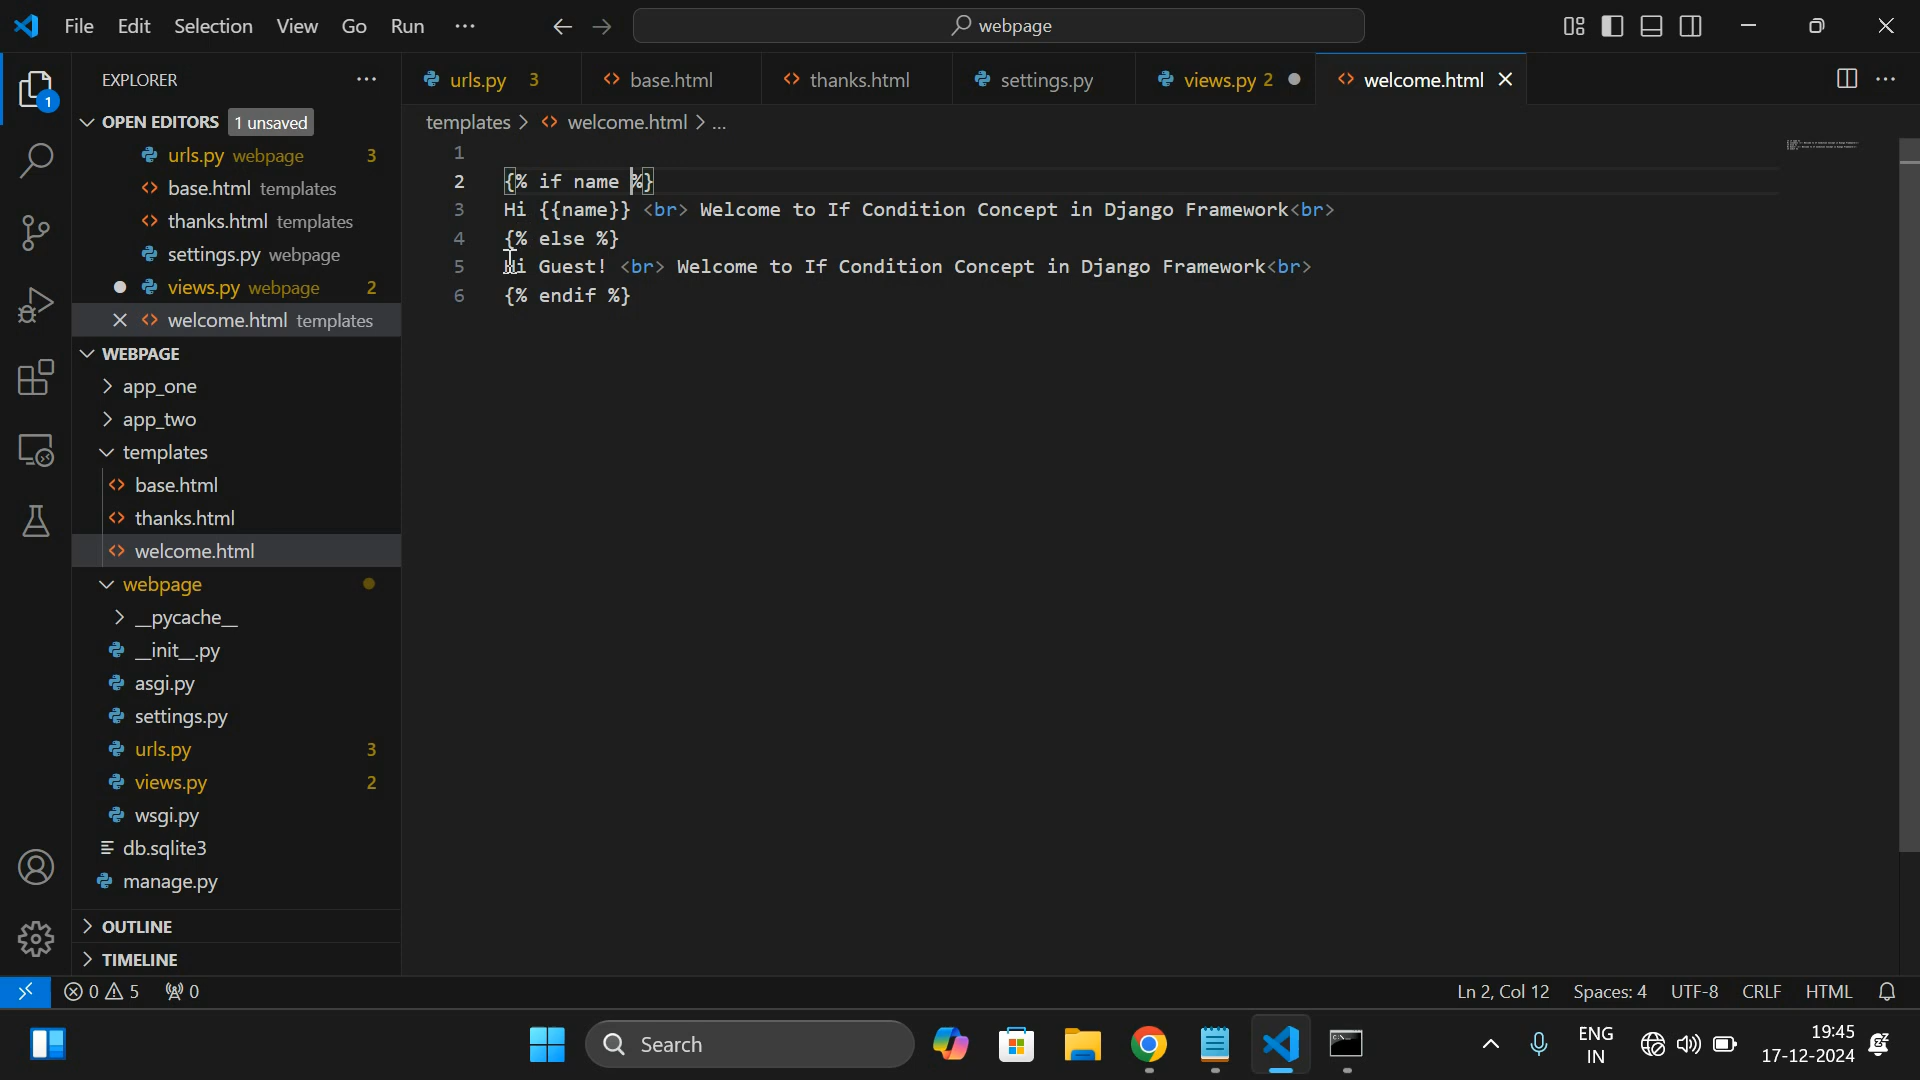 File Edit Selection View Go Run ...
webpage
EXPLORER ...
urls.py 3 base.html thanks.html settings.py views.py 2 welcome.html
OPEN EDITORS 1 unsaved
templates > welcome.html > ...
urls.py webpage 3
base.html templates
thanks.html templates
settings.py webpage
views.py webpage 2
welcome.html templates
WEBPAGE
app_one
app_two
templates
base.html
thanks.html
welcome.html
webpage
__pycache__
__init__.py
asgi.py
settings.py
urls.py 3
views.py 2
wsgi.py
db.sqlite3
manage.py
OUTLINE
TIMELINE
1
2 {% if name %}
3 Hi {{name}} <br> Welcome to If Condition Concept in Django Framework<br>
4 {% else %}
5 Hi Guest! <br> Welcome to If Condition Concept in Django Framework<br>
6 {% endif %}
0 5 0
Ln 2, Col 12 Spaces: 4 UTF-8 CRLF HTML
Search
ENG
IN
19:45
17-12-2024
1